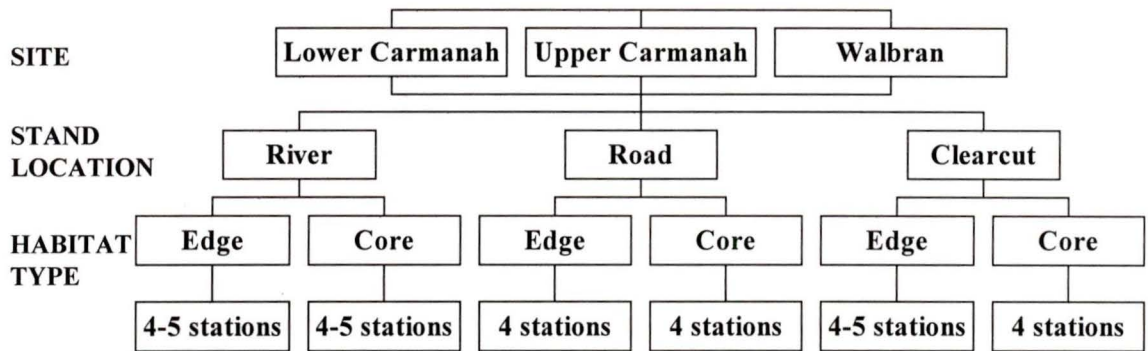 SITE
Lower Carmanah
Upper Carmanah
Walbran
STAND
LOCATION
River
Road
Clearcut
HABITAT
TYPE
Edge
Core
Edge
Core
Edge
Core
4-5 stations
4-5 stations
4 stations
4 stations
4-5 stations
4 stations